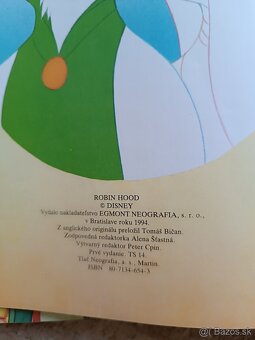 ROBIN HOOD
© DISNEY
Vydalo nakladateľstvo EGMONT NEOGRAFIA, s. r. o.,
v Bratislave roku 1994.
Z anglického originálu preložil Tomáš Bičan.
Zodpovedná redaktorka Alena Šťastná.
Výtvarný redaktor Peter Cpin.
Prvé vydanie. TS 14.
Tlač Neografia, a. s., Martin.
ISBN 80-7134-654-3
Bazos.sk